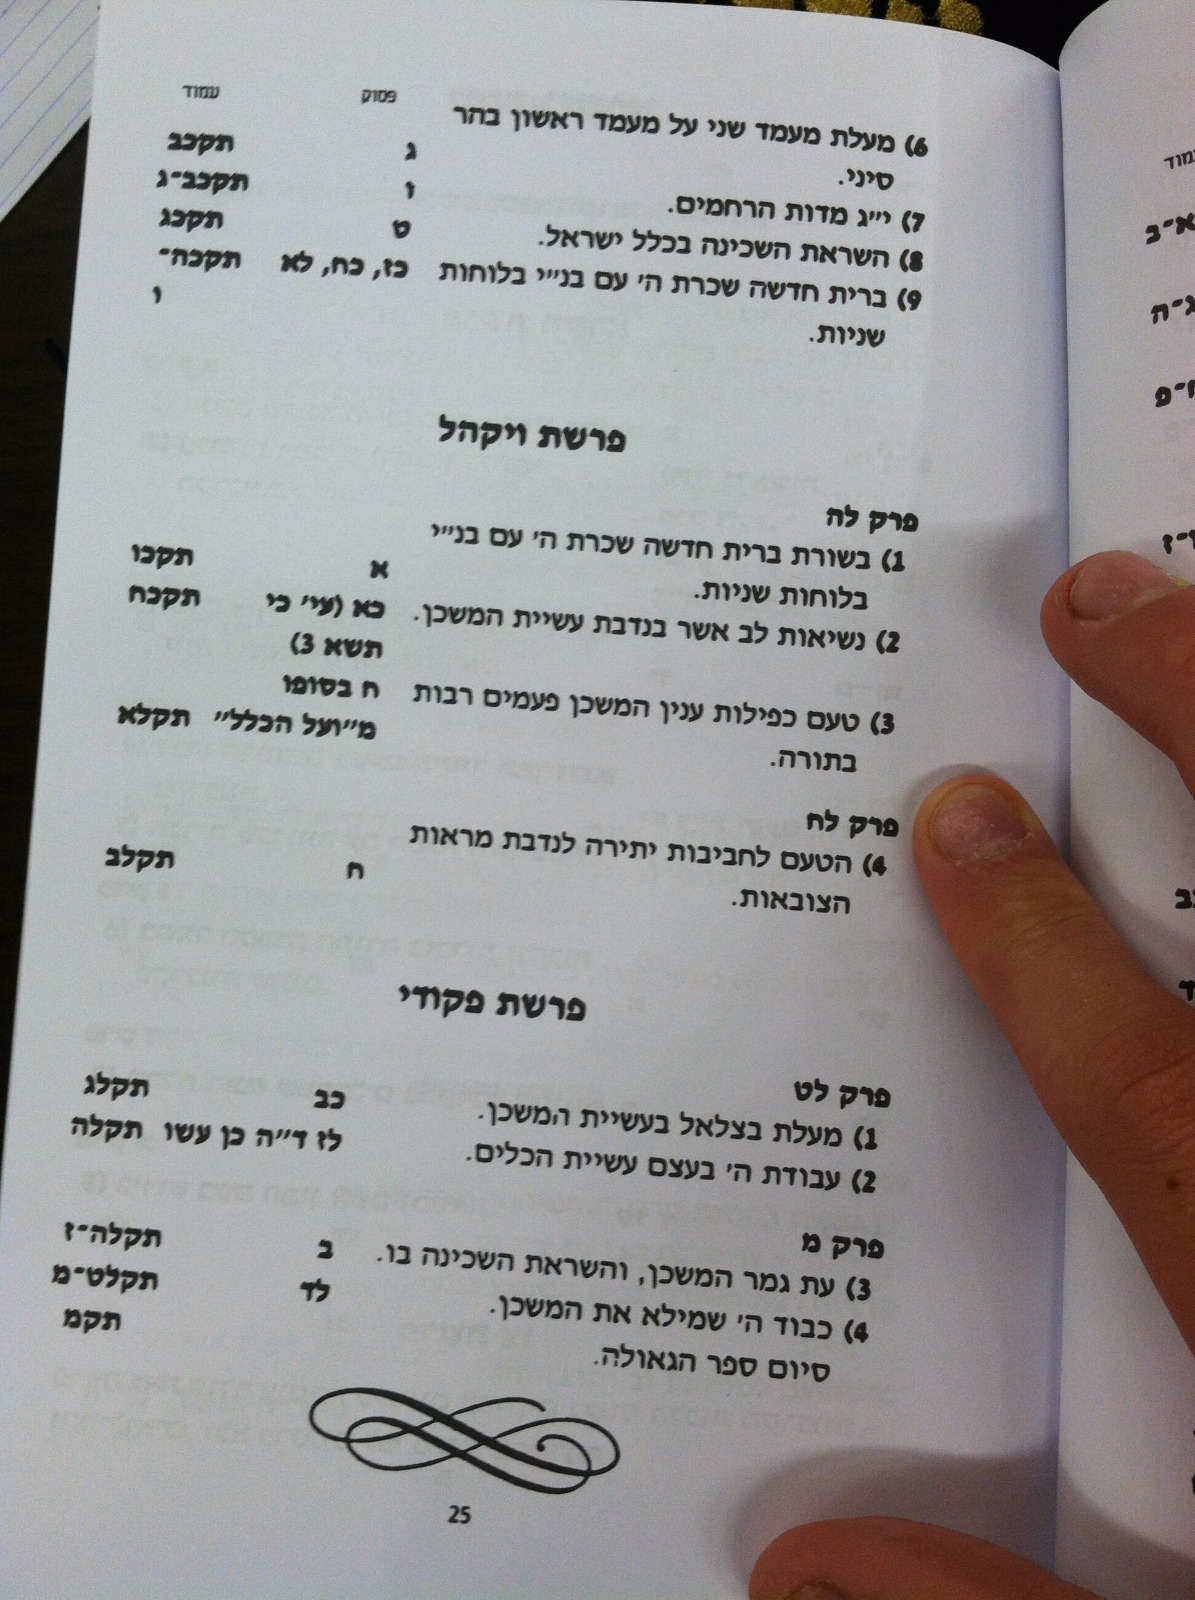 פסוק עמוד
6) מעלת מעמד שני על מעמד ראשון בהר
סיני. ג תקכב
7) י״ג מדות הרחמים. ו תקכב־ג
8) השראת השכינה בכלל ישראל. ט תקכג
9) ברית חדשה שכרת ה׳ עם בנ״י בלוחות כז, כח, לא תקכה־
שניות. ו
פרשת ויקהל
פרק לה
1) בשורת ברית חדשה שכרת ה׳ עם בנ״י
בלוחות שניות. א תקכו
2) נשיאות לב אשר בנדבת עשיית המשכן. כא (עי׳ כי תקכח
תשא 3)
3) טעם כפילות ענין המשכן פעמים רבות ח בסופו
בתורה. מ״ועל הכלל״ תקלא
פרק לח
4) הטעם לחביבות יתירה לנדבת מראות
הצובאות. ח תקלב
פרשת פקודי
פרק לט
1) מעלת בצלאל בעשיית המשכן. כב תקלג
2) עבודת ה׳ בעצם עשיית הכלים. לז ד״ה כן עשו תקלה
פרק מ
3) עת גמר המשכן, והשראת השכינה בו. ב תקלה־ז
4) כבוד ה׳ שמילא את המשכן. לד תקלט־מ
סיום ספר הגאולה. תקמ
25
א־ב
ג־ה